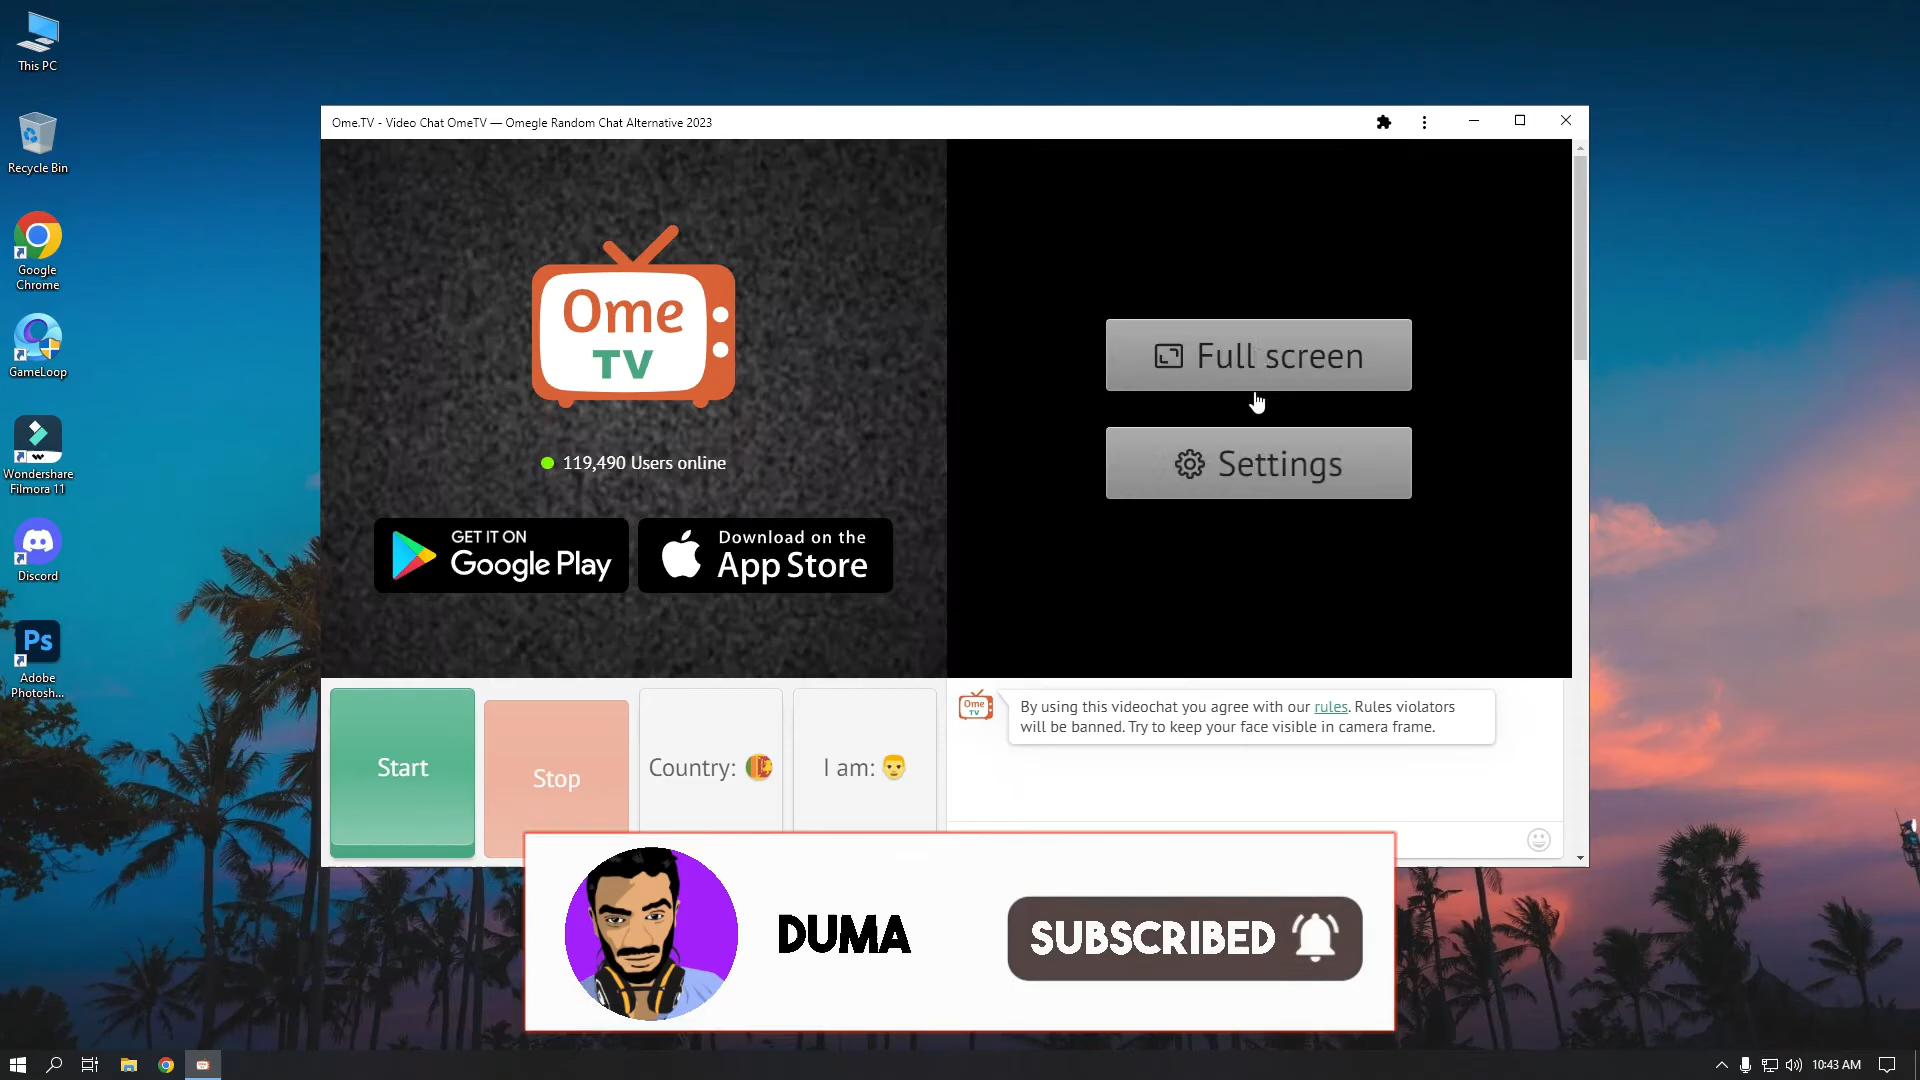 This PC
Recycle Bin
Google
Chrome
GameLoop
Wondershare
Filmora 11
Discord
Ps
Adobe
Photosh...
Ome.TV - Video Chat OmeTV — Omegle Random Chat Alternative 2023
Ome
TV
119,490 Users online
GET IT ON
Google Play
Download on the
App Store
Full screen
Settings
Start
Stop
Country:
I am:
Ome
TV
By using this videochat you agree with our rules. Rules violators
will be banned. Try to keep your face visible in camera frame.
DUMA
SUBSCRIBED
10:43 AM